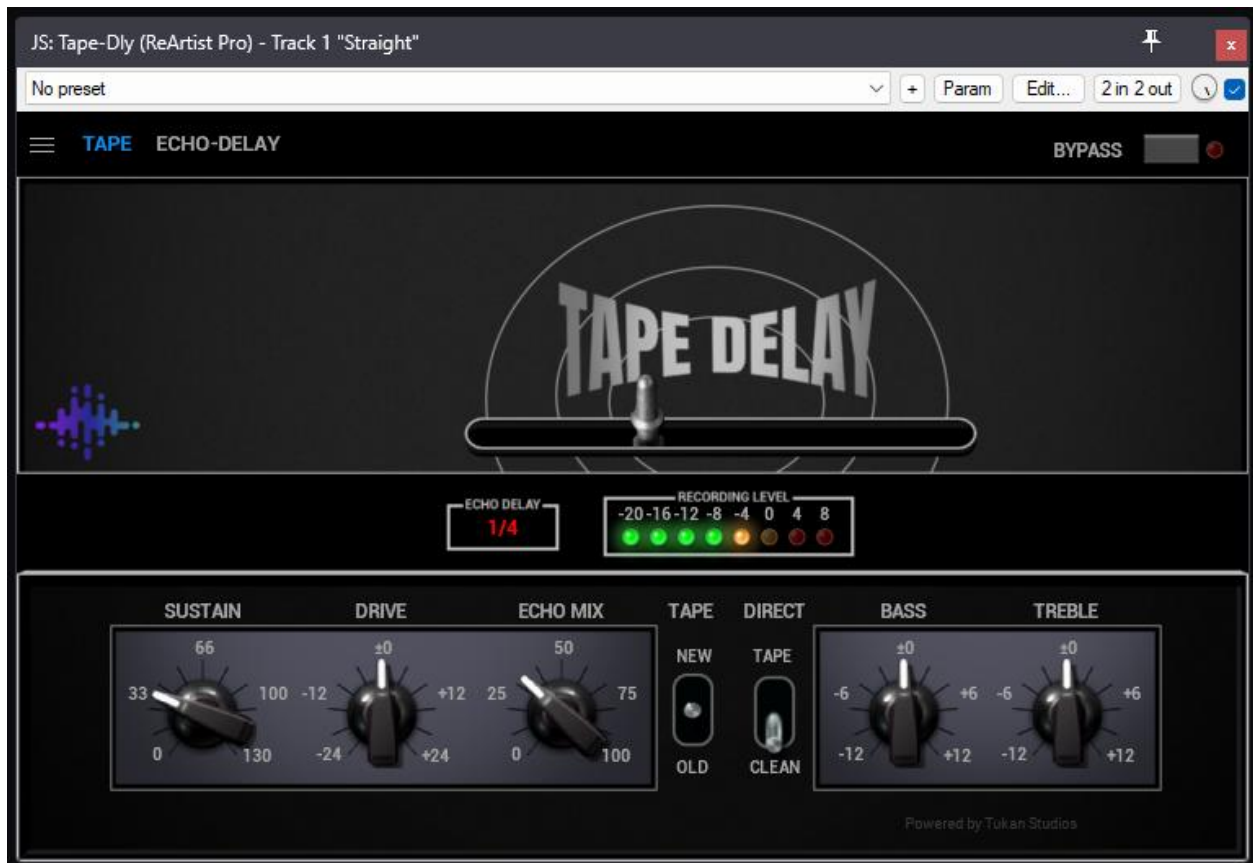 JS: Tape-Dly (ReArtist Pro) - Track 1 "Straight"
x
No preset + Param Edit... 2 in 2 out
TAPE ECHO-DELAY BYPASS
TAPE DELAY
ECHO DELAY
1/4
RECORDING LEVEL
-20 -16 -12 -8 -4 0 4 8
SUSTAIN DRIVE ECHO MIX TAPE DIRECT BASS TREBLE
66 ±0 50 NEW TAPE ±0 ±0
33 100 -12 +12 25 75 -6 +6 -6 +6
0 130 -24 +24 0 100 OLD CLEAN -12 +12 -12 +12
Powered by Tukan Studios